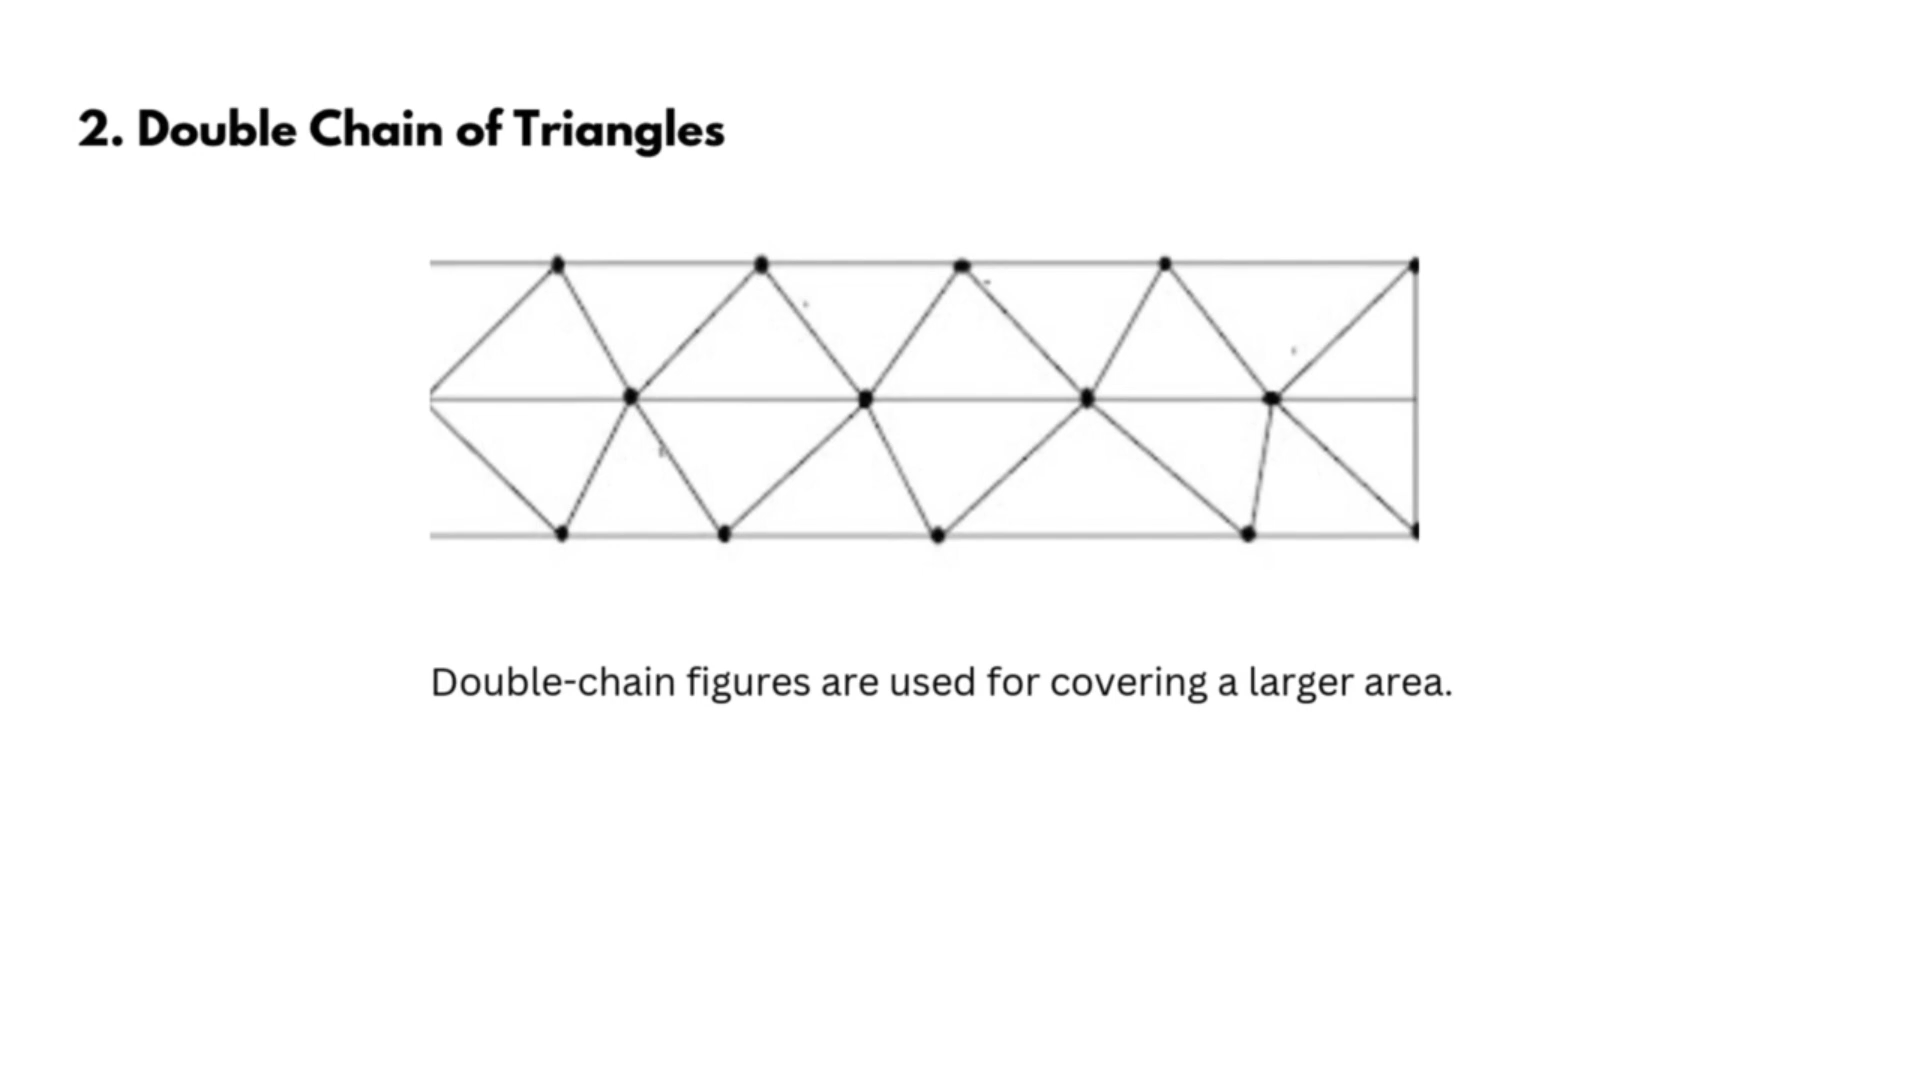 2. Double Chain of Triangles
Double-chain figures are used for covering a larger area.